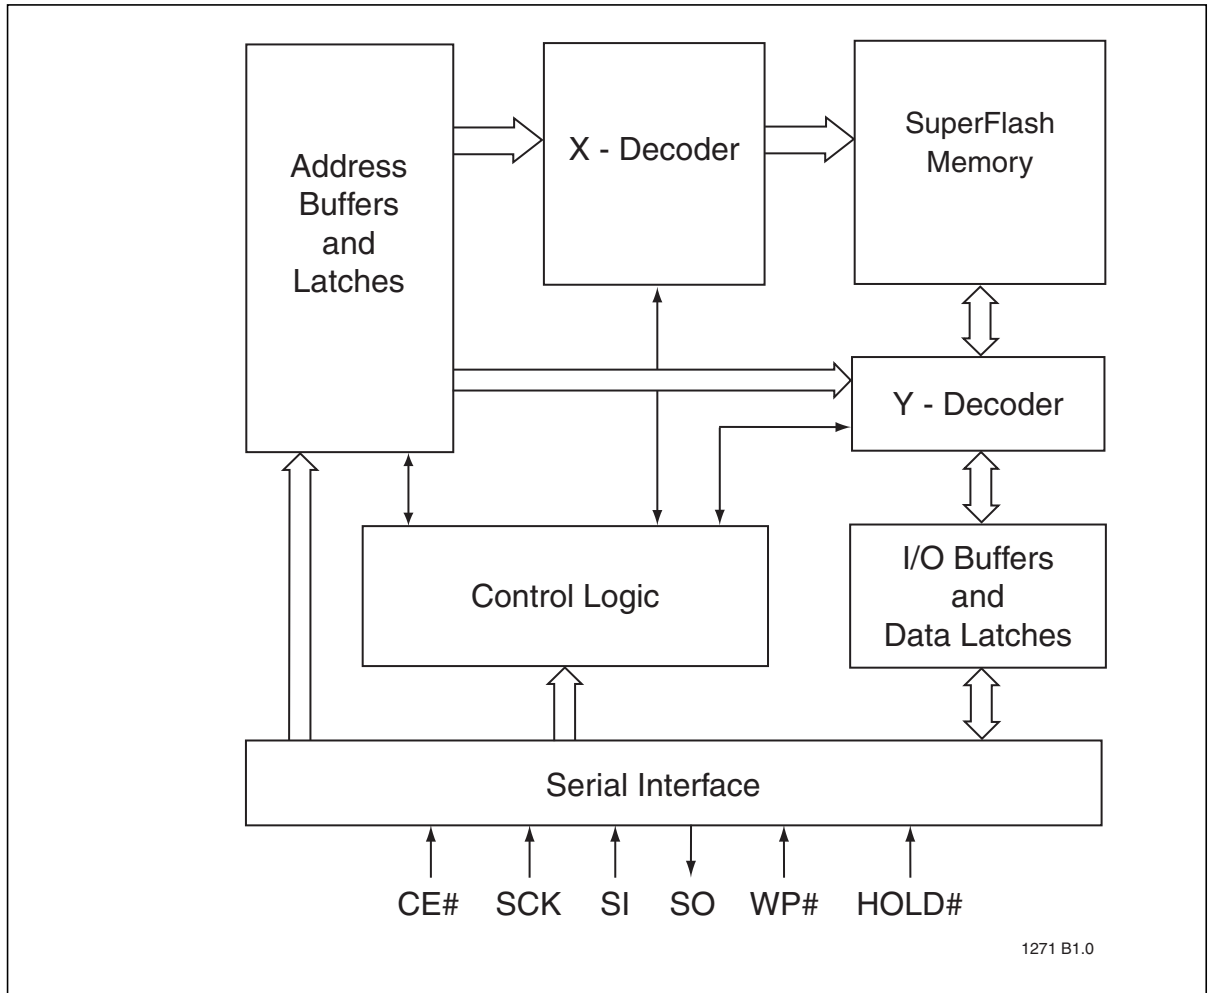 Address
Buffers
and
Latches
X - Decoder
SuperFlash
Memory
Y - Decoder
Control Logic
I/O Buffers
and
Data Latches
Serial Interface
CE# SCK SI SO WP# HOLD#
1271 B1.0